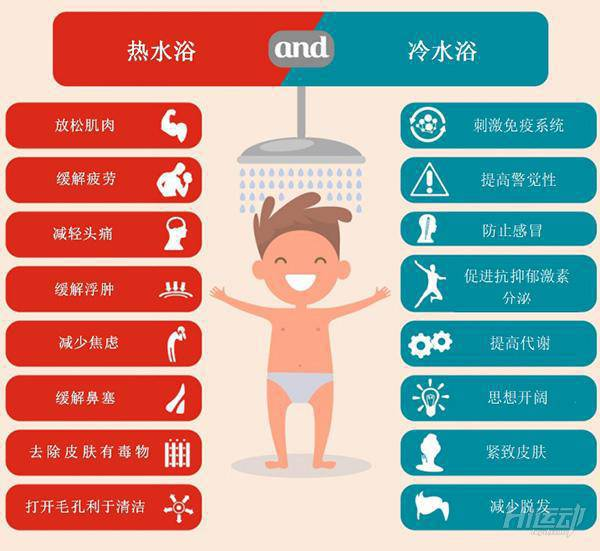 热水浴 and 冷水浴
放松肌肉
缓解疲劳
减轻头痛
缓解浮肿
减少焦虑
缓解鼻塞
去除皮肤有毒物
打开毛孔利于清洁
刺激免疫系统
提高警觉性
防止感冒
促进抗抑郁激素
分泌
提高代谢
思想开阔
紧致皮肤
减少脱发
Hi运动